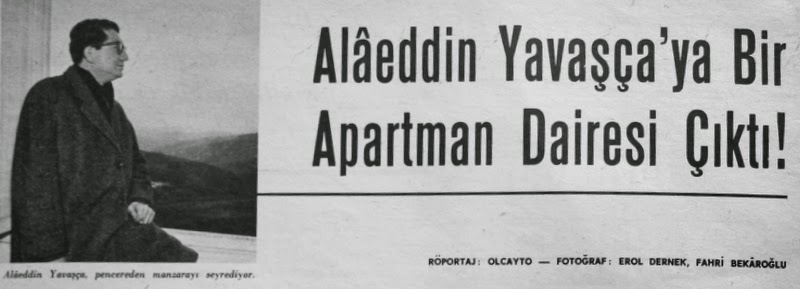 Alâeddin Yavaşça'ya Bir
Apartman Dairesi Çıktı!
RÖPORTAJ: OLCAYTO — FOTOĞRAF: EROL DERNEK, FAHRİ BEKÂROĞLU
Alâeddin Yavaşça, pencereden manzarayı seyrediyor.